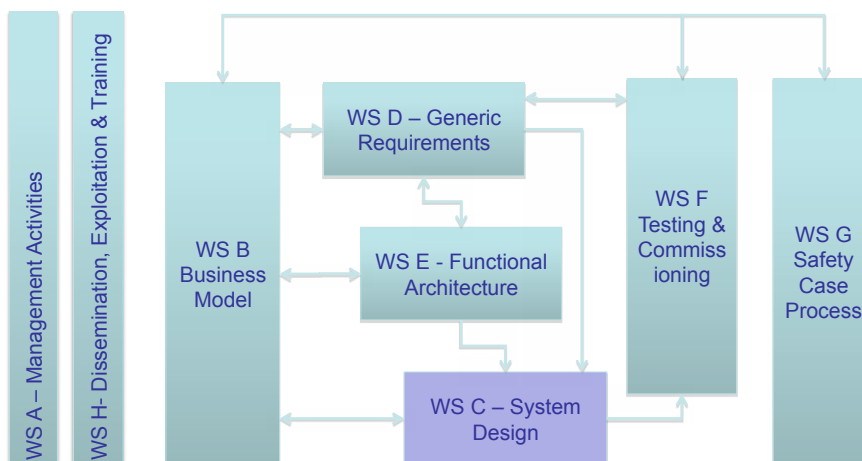 WS A – Management Activities
WS H- Dissemination, Exploitation & Training
WS B
Business
Model
WS D – Generic
Requirements
WS E - Functional
Architecture
WS C – System
Design
WS F
Testing &
Commiss
ioning
WS G
Safety
Case
Process